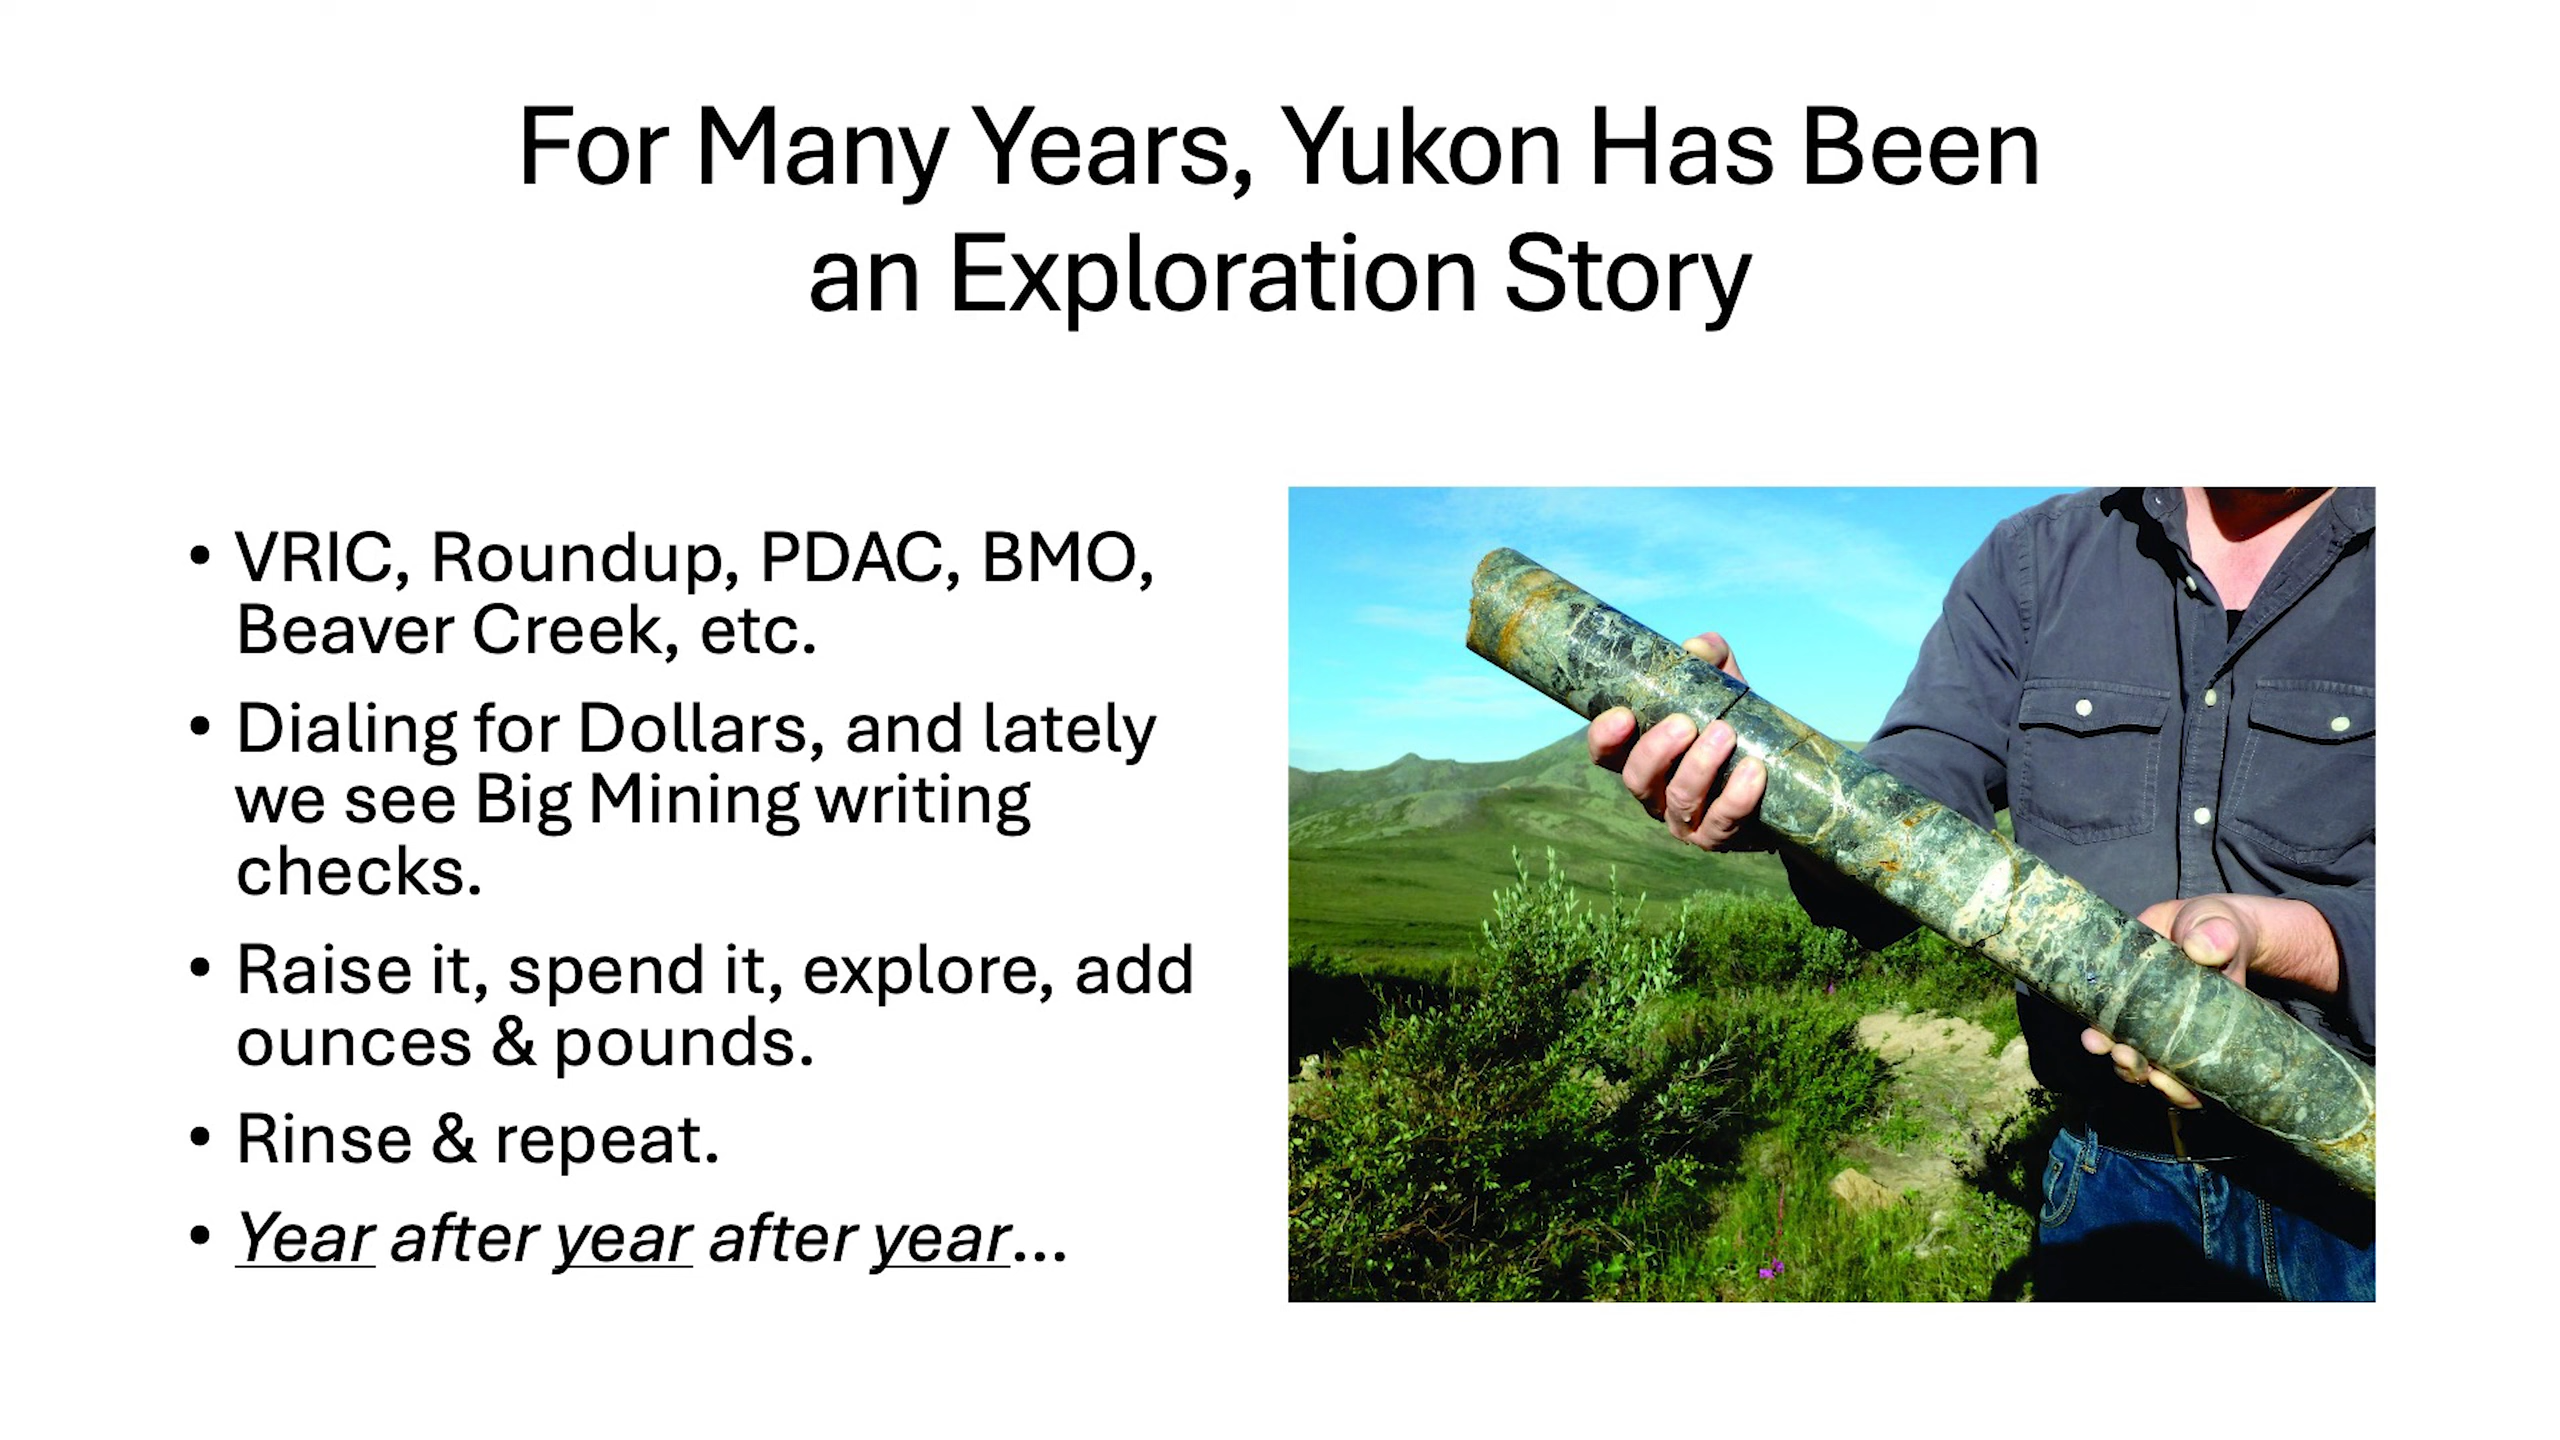 For Many Years, Yukon Has Been
an Exploration Story
• VRIC, Roundup, PDAC, BMO,
Beaver Creek, etc.
• Dialing for Dollars, and lately
we see Big Mining writing
checks.
• Raise it, spend it, explore, add
ounces & pounds.
• Rinse & repeat.
• Year after year after year...